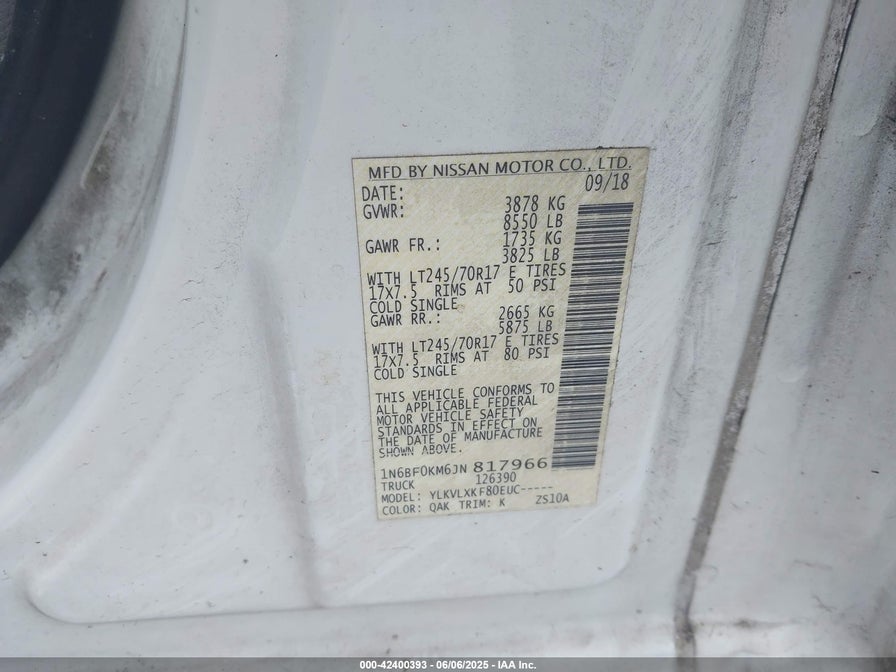 MFD BY NISSAN MOTOR CO., LTD.
DATE: 09/18
GVWR: 3878 KG
8550 LB
GAWR FR.: 1735 KG
3825 LB
WITH LT245/70R17 E TIRES
17X7.5 RIMS AT 50 PSI
COLD SINGLE
GAWR RR.: 2665 KG
5875 LB
WITH LT245/70R17 E TIRES
17X7.5 RIMS AT 80 PSI
COLD SINGLE
THIS VEHICLE CONFORMS TO
ALL APPLICABLE FEDERAL
MOTOR VEHICLE SAFETY
STANDARDS IN EFFECT ON
THE DATE OF MANUFACTURE
SHOWN ABOVE.
1N6BF0KM6JN 817966
TRUCK 126390
MODEL: YLKVLXKF80EUC-----
COLOR: QAK TRIM: K ZS10A
000-42400393 - 06/06/2025 - IAA Inc.